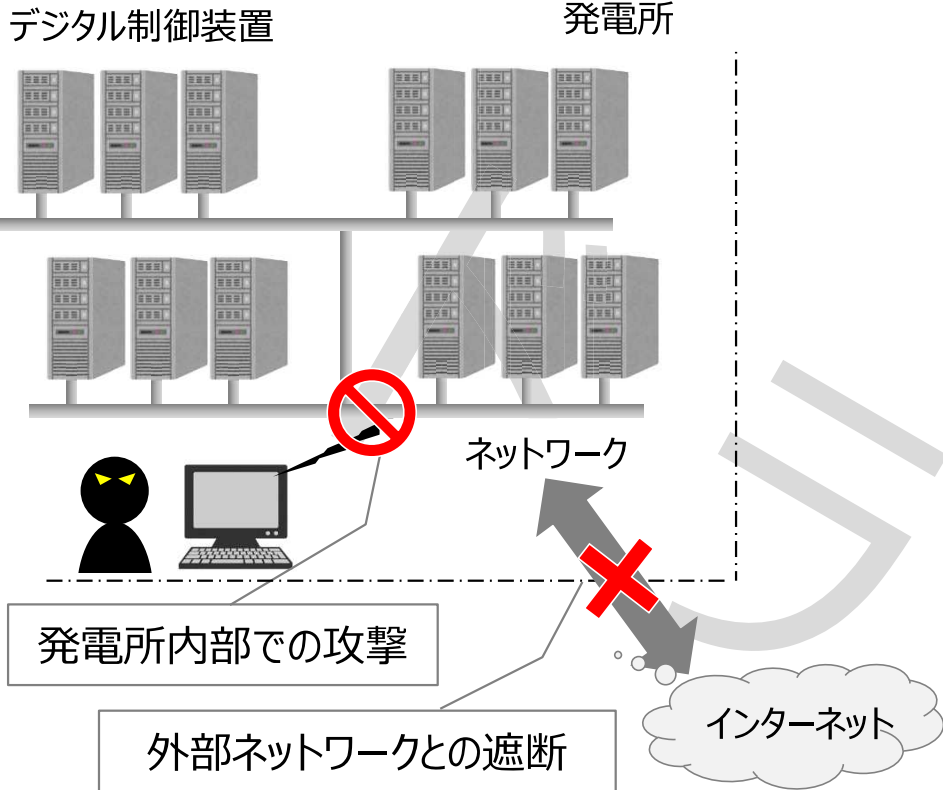 デジタル制御装置
発電所
ネットワーク
発電所内部での攻撃
インターネット
外部ネットワークとの遮断